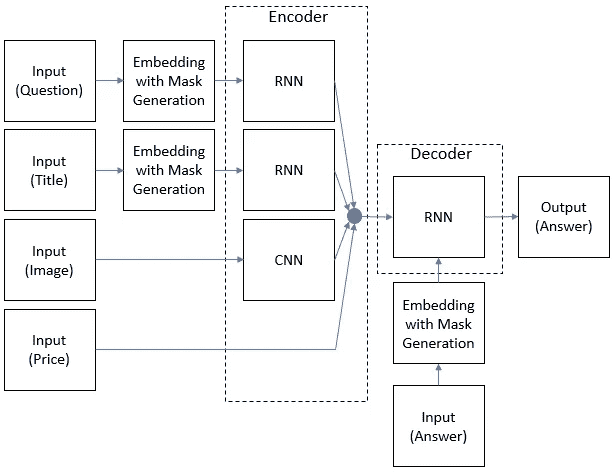 Encoder
Input
(Question)
Embedding
with Mask
Generation
RNN
Input
(Title)
Embedding
with Mask
Generation
RNN
Decoder
RNN
Output
(Answer)
Input
(Image)
CNN
Input
(Price)
Embedding
with Mask
Generation
Input
(Answer)